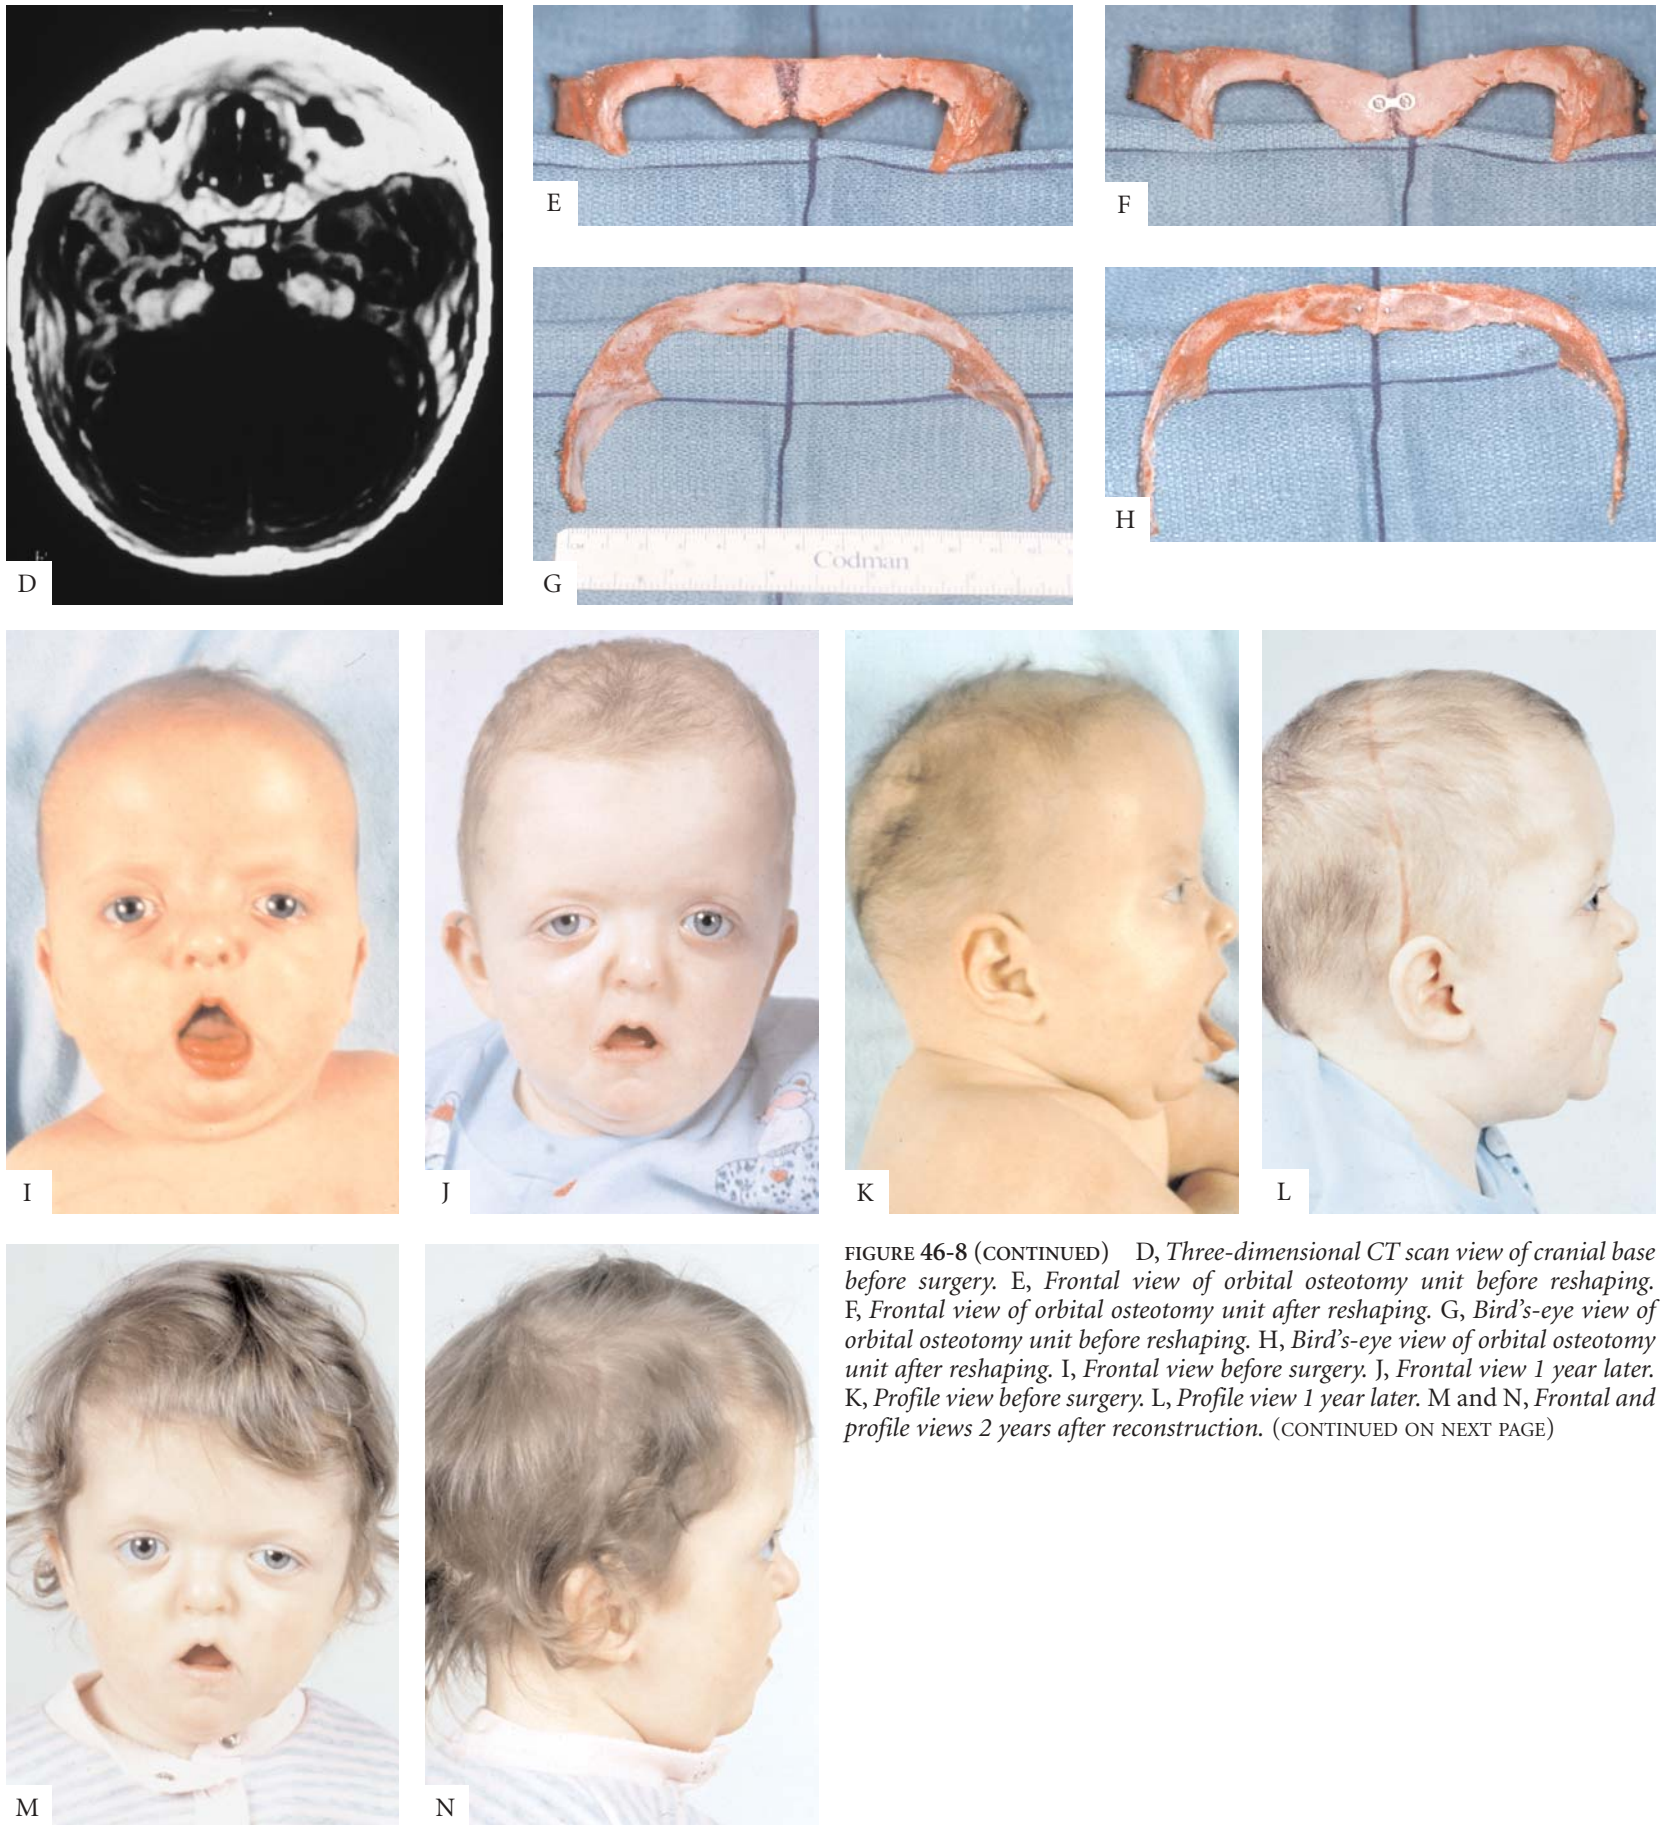 D
E
F
G
Codman
H
I
J
K
L
M
N
FIGURE 46-8 (CONTINUED) D, Three-dimensional CT scan view of cranial base
before surgery. E, Frontal view of orbital osteotomy unit before reshaping.
F, Frontal view of orbital osteotomy unit after reshaping. G, Bird's-eye view of
orbital osteotomy unit before reshaping. H, Bird's-eye view of orbital osteotomy
unit after reshaping. I, Frontal view before surgery. J, Frontal view 1 year later.
K, Profile view before surgery. L, Profile view 1 year later. M and N, Frontal and
profile views 2 years after reconstruction. (CONTINUED ON NEXT PAGE)